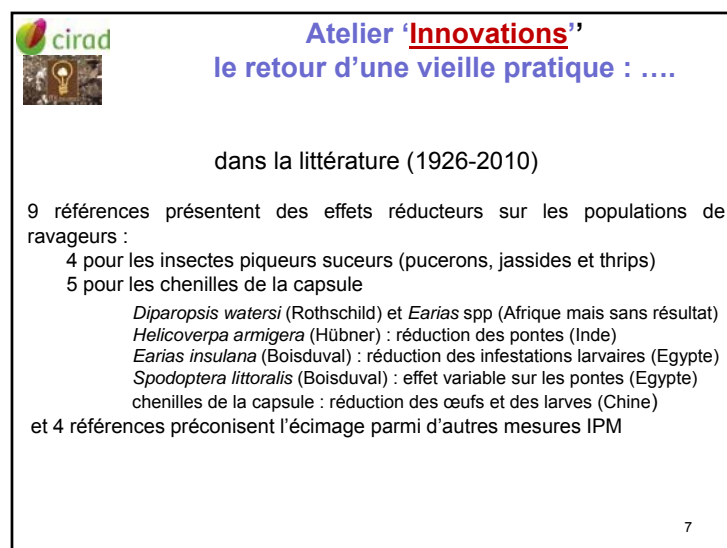 cirad
Atelier ‘Innovations’’
le retour d’une vieille pratique : ….
dans la littérature (1926-2010)
9 références présentent des effets réducteurs sur les populations de
ravageurs :
4 pour les insectes piqueurs suceurs (pucerons, jassides et thrips)
5 pour les chenilles de la capsule
Diparopsis watersi (Rothschild) et Earias spp (Afrique mais sans résultat)
Helicoverpa armigera (Hübner) : réduction des pontes (Inde)
Earias insulana (Boisduval) : réduction des infestations larvaires (Egypte)
Spodoptera littoralis (Boisduval) : effet variable sur les pontes (Egypte)
chenilles de la capsule : réduction des œufs et des larves (Chine)
et 4 références préconisent l’écimage parmi d’autres mesures IPM
7